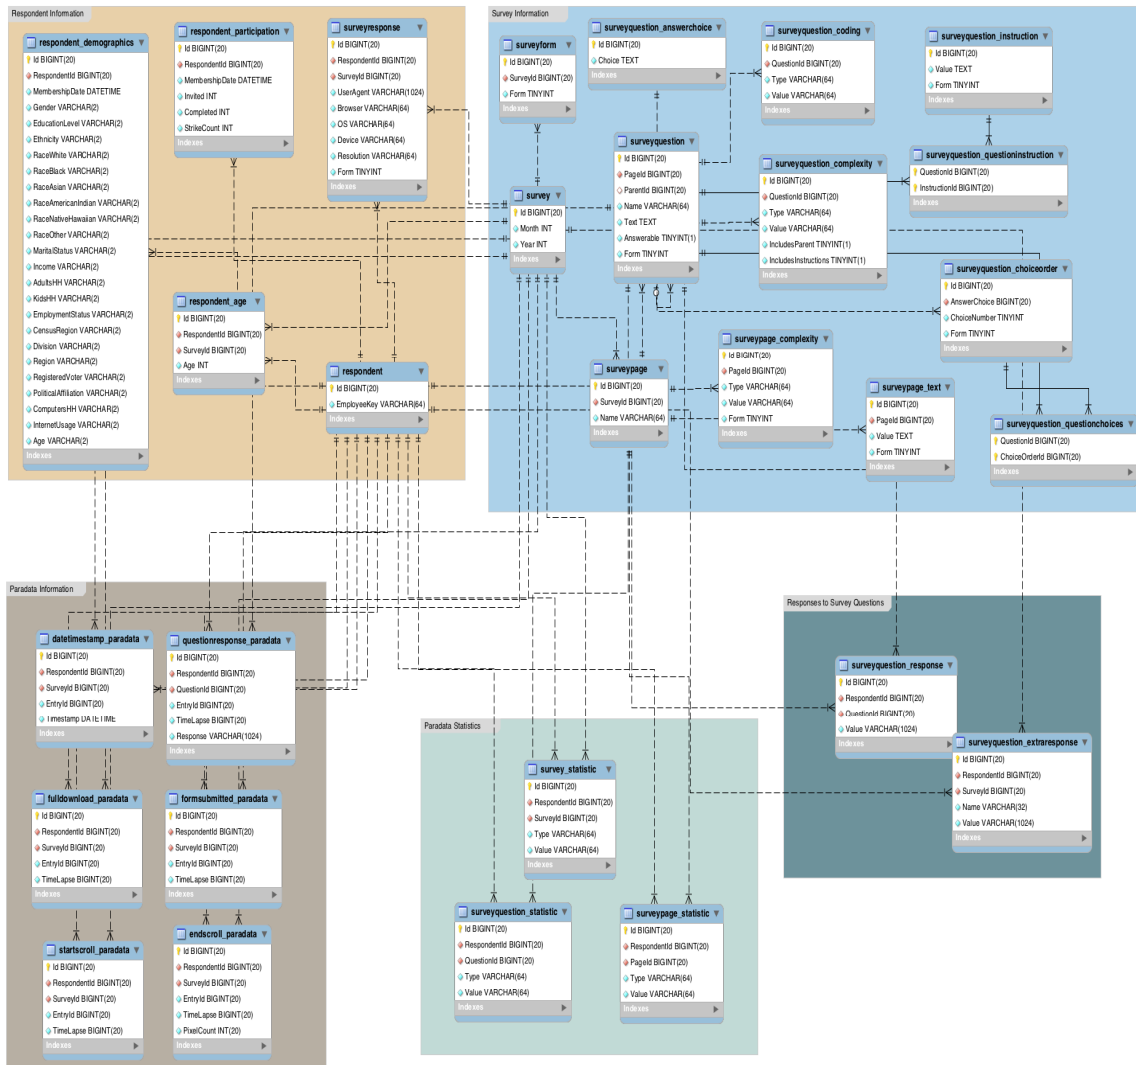 Respondent Information
respondent_demographics
Id BIGINT(20)
RespondentId BIGINT(20)
MembershipDate DATETIME
Gender VARCHAR(2)
EducationLevel VARCHAR(2)
Ethnicity VARCHAR(2)
RaceWhite VARCHAR(2)
RaceBlack VARCHAR(2)
RaceAsian VARCHAR(2)
RaceAmericanIndian VARCHAR(2)
RaceNativeHawaiian VARCHAR(2)
RaceOther VARCHAR(2)
MaritalStatus VARCHAR(2)
Income VARCHAR(2)
AdultsHH VARCHAR(2)
KidsHH VARCHAR(2)
EmploymentStatus VARCHAR(2)
CensusRegion VARCHAR(2)
Division VARCHAR(2)
Region VARCHAR(2)
RegisteredVoter VARCHAR(2)
PoliticalAffiliation VARCHAR(2)
ComputersHH VARCHAR(2)
InternetUsage VARCHAR(2)
Age VARCHAR(2)
Indexes
respondent_participation
Id BIGINT(20)
RespondentId BIGINT(20)
MembershipDate DATETIME
Invited INT
Completed INT
StrikeCount INT
Indexes
surveyresponse
Id BIGINT(20)
RespondentId BIGINT(20)
SurveyId BIGINT(20)
UserAgent VARCHAR(1024)
Browser VARCHAR(64)
OS VARCHAR(64)
Device VARCHAR(64)
Resolution VARCHAR(64)
Form TINYINT
Indexes
respondent_age
Id BIGINT(20)
RespondentId BIGINT(20)
SurveyId BIGINT(20)
Age INT
Indexes
respondent
Id BIGINT(20)
EmployeeKey VARCHAR(64)
Indexes
Survey Information
surveyform
Id BIGINT(20)
SurveyId BIGINT(20)
Form TINYINT
Indexes
surveyquestion_answerchoice
Id BIGINT(20)
Choice TEXT
Indexes
surveyquestion_coding
Id BIGINT(20)
QuestionId BIGINT(20)
Type VARCHAR(64)
Value VARCHAR(64)
Indexes
surveyquestion_instruction
Id BIGINT(20)
Value TEXT
Form TINYINT
Indexes
survey
Id BIGINT(20)
Month INT
Year INT
Indexes
surveyquestion
Id BIGINT(20)
PageId BIGINT(20)
ParentId BIGINT(20)
Name VARCHAR(64)
Text TEXT
Answerable TINYINT(1)
Form TINYINT
Indexes
surveyquestion_complexity
Id BIGINT(20)
QuestionId BIGINT(20)
Type VARCHAR(64)
Value VARCHAR(64)
IncludesParent TINYINT(1)
IncludesInstructions TINYINT(1)
Indexes
surveyquestion_questioninstruction
QuestionId BIGINT(20)
InstructionId BIGINT(20)
Indexes
surveyquestion_choiceorder
Id BIGINT(20)
AnswerChoice BIGINT(20)
ChoiceNumber TINYINT
Form TINYINT
Indexes
surveypage
Id BIGINT(20)
SurveyId BIGINT(20)
Name VARCHAR(64)
Indexes
surveypage_complexity
Id BIGINT(20)
PageId BIGINT(20)
Type VARCHAR(64)
Value VARCHAR(64)
Form TINYINT
Indexes
surveypage_text
Id BIGINT(20)
PageId BIGINT(20)
Value TEXT
Form TINYINT
Indexes
surveyquestion_questionchoices
QuestionId BIGINT(20)
ChoiceOrderId BIGINT(20)
Indexes
Paradata Information
datetimestamp_paradata
Id BIGINT(20)
RespondentId BIGINT(20)
SurveyId BIGINT(20)
EntryId BIGINT(20)
Timestamp DATETIME
questionresponse_paradata
Id BIGINT(20)
RespondentId BIGINT(20)
QuestionId BIGINT(20)
EntryId BIGINT(20)
TimeLapse BIGINT(20)
Response VARCHAR(1024)
Indexes
fulldownload_paradata
Id BIGINT(20)
RespondentId BIGINT(20)
SurveyId BIGINT(20)
EntryId BIGINT(20)
TimeLapse BIGINT(20)
Indexes
formsubmitted_paradata
Id BIGINT(20)
RespondentId BIGINT(20)
SurveyId BIGINT(20)
EntryId BIGINT(20)
TimeLapse BIGINT(20)
Indexes
startscroll_paradata
Id BIGINT(20)
RespondentId BIGINT(20)
SurveyId BIGINT(20)
EntryId BIGINT(20)
TimeLapse BIGINT(20)
Indexes
endscroll_paradata
Id BIGINT(20)
RespondentId BIGINT(20)
SurveyId BIGINT(20)
EntryId BIGINT(20)
TimeLapse BIGINT(20)
PixelCount INT(20)
Indexes
Paradata Statistics
survey_statistic
Id BIGINT(20)
RespondentId BIGINT(20)
SurveyId BIGINT(20)
Type VARCHAR(64)
Value VARCHAR(64)
Indexes
surveyquestion_statistic
Id BIGINT(20)
RespondentId BIGINT(20)
QuestionId BIGINT(20)
Type VARCHAR(64)
Value VARCHAR(64)
Indexes
surveypage_statistic
Id BIGINT(20)
RespondentId BIGINT(20)
PageId BIGINT(20)
Type VARCHAR(64)
Value VARCHAR(64)
Indexes
Responses to Survey Questions
surveyquestion_response
Id BIGINT(20)
RespondentId BIGINT(20)
QuestionId BIGINT(20)
Value VARCHAR(1024)
Indexes
surveyquestion_extraresponse
Id BIGINT(20)
RespondentId BIGINT(20)
SurveyId BIGINT(20)
Name VARCHAR(32)
Value VARCHAR(1024)
Indexes